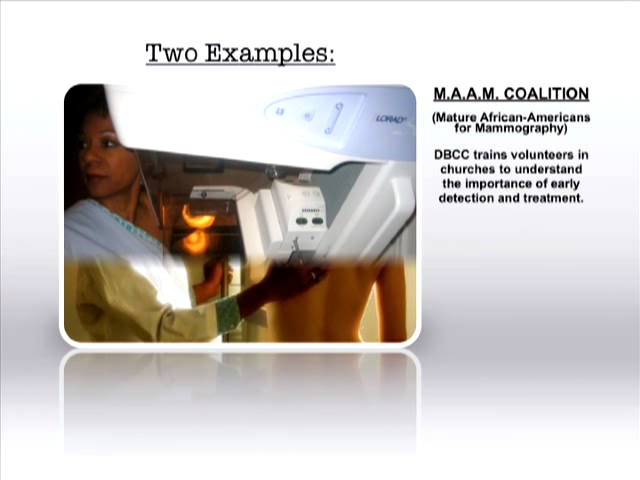 Two Examples:
M.A.A.M. COALITION
(Mature African-Americans
for Mammography)
DBCC trains volunteers in
churches to understand
the importance of early
detection and treatment.
LORAD